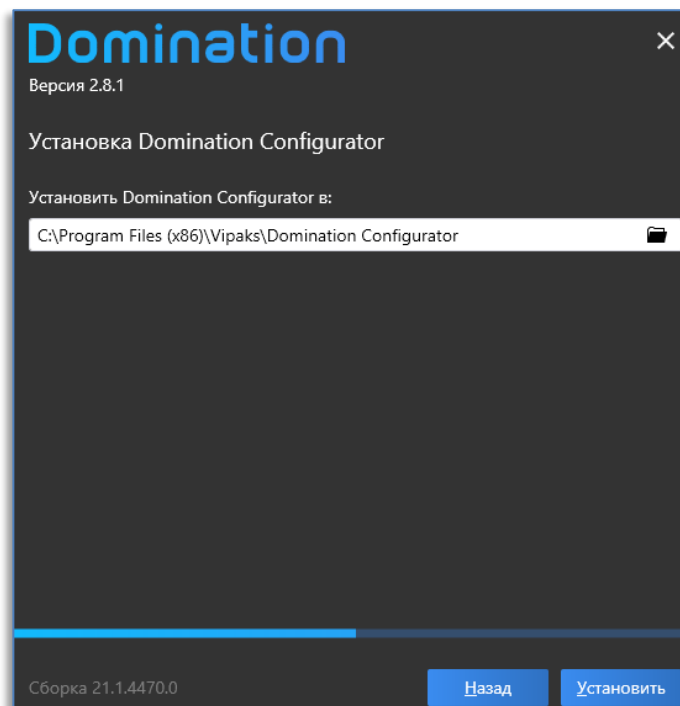 Domination
Версия 2.8.1
Установка Domination Configurator
Установить Domination Configurator в:
C:\Program Files (x86)\Vipaks\Domination Configurator
Сборка 21.1.4470.0
Назад
Установить